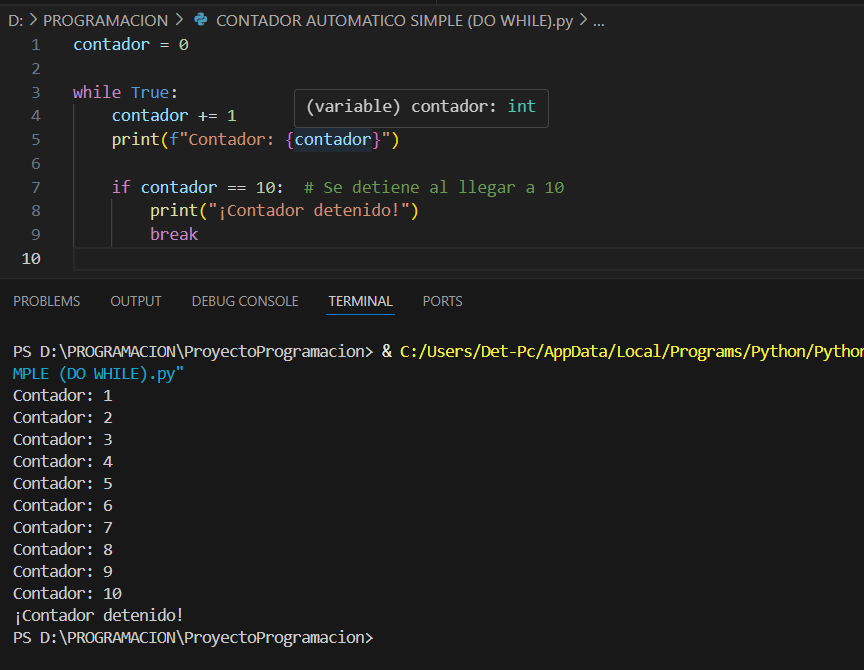 D: > PROGRAMACION > CONTADOR AUTOMATICO SIMPLE (DO WHILE).py > ...
1 contador = 0
2
3 while True:
(variable) contador: int
4     contador += 1
5     print(f"Contador: {contador}")
6
7     if contador == 10:  # Se detiene al llegar a 10
8         print("¡Contador detenido!")
9         break
10
PROBLEMS OUTPUT DEBUG CONSOLE TERMINAL PORTS
PS D:\PROGRAMACION\ProyectoProgramacion> & C:/Users/Det-Pc/AppData/Local/Programs/Python/Python
MPLE (DO WHILE).py"
Contador: 1
Contador: 2
Contador: 3
Contador: 4
Contador: 5
Contador: 6
Contador: 7
Contador: 8
Contador: 9
Contador: 10
¡Contador detenido!
PS D:\PROGRAMACION\ProyectoProgramacion>